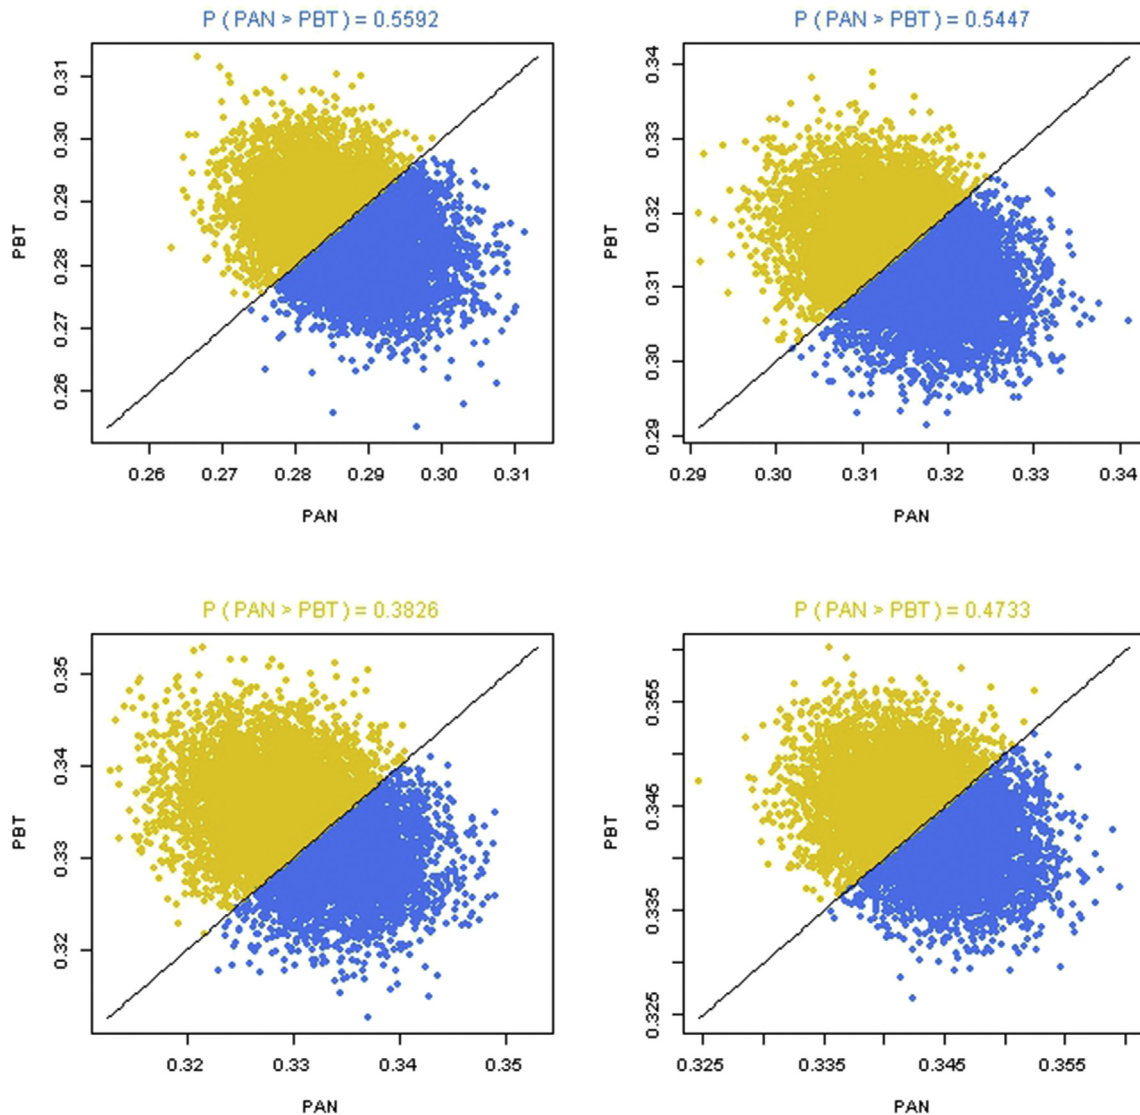 P ( PAN > PBT ) = 0.5592
P ( PAN > PBT ) = 0.5447
0.31
0.30
0.29
0.28
0.27
0.26
PBT
0.26 0.27 0.28 0.29 0.30 0.31
PAN
0.34
0.33
0.32
0.31
0.30
0.29
PBT
0.29 0.30 0.31 0.32 0.33 0.34
PAN
P ( PAN > PBT ) = 0.3826
P ( PAN > PBT ) = 0.4733
0.35
0.34
0.33
0.32
PBT
0.32 0.33 0.34 0.35
PAN
0.355
0.345
0.335
0.325
PBT
0.325 0.335 0.345 0.355
PAN